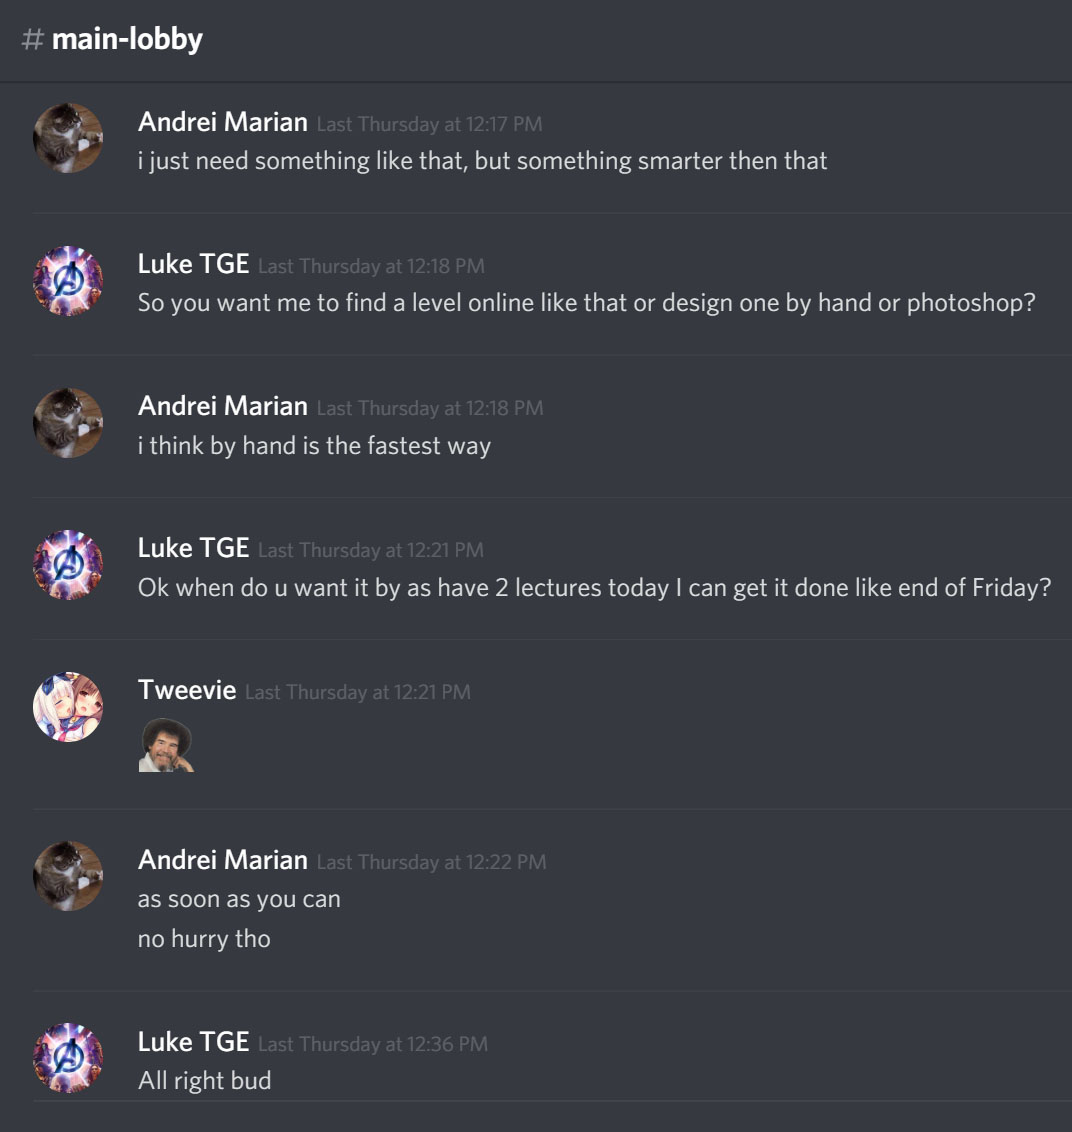 # main-lobby
Andrei Marian Last Thursday at 12:17 PM
i just need something like that, but something smarter then that
Luke TGE Last Thursday at 12:18 PM
So you want me to find a level online like that or design one by hand or photoshop?
Andrei Marian Last Thursday at 12:18 PM
i think by hand is the fastest way
Luke TGE Last Thursday at 12:21 PM
Ok when do u want it by as have 2 lectures today I can get it done like end of Friday?
Tweevie Last Thursday at 12:21 PM
Andrei Marian Last Thursday at 12:22 PM
as soon as you can
no hurry tho
Luke TGE Last Thursday at 12:36 PM
All right bud